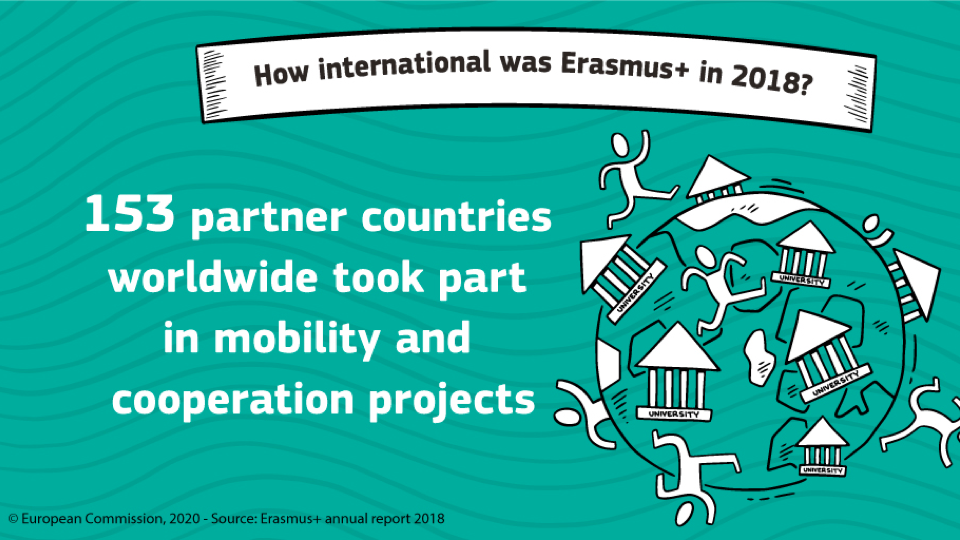 How international was Erasmus+ in 2018?
153 partner countries
worldwide took part
in mobility and
cooperation projects
UNIVERSITY
UNIVERSITY
UNIVERSITY
UNIVERSITY
UNIVERSITY
© European Commission, 2020 - Source: Erasmus+ annual report 2018